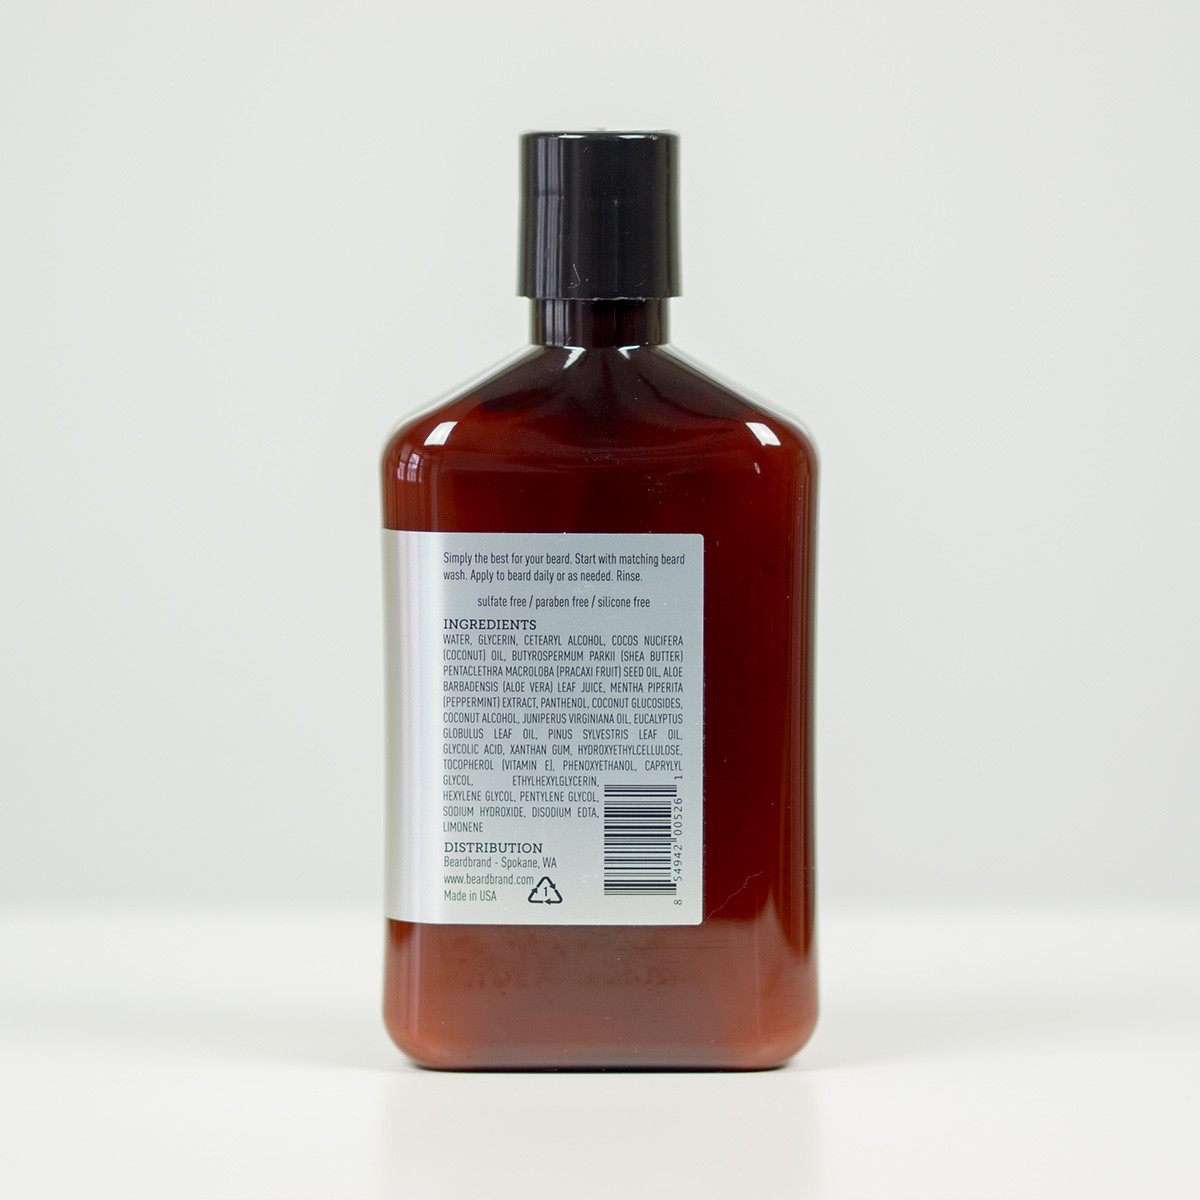 Simply the best for your beard. Start with matching beard
wash. Apply to beard daily or as needed. Rinse.
sulfate free / paraben free / silicone free
INGREDIENTS
WATER, GLYCERIN, CETEARYL ALCOHOL, COCOS NUCIFERA
(COCONUT) OIL, BUTYROSPERMUM PARKII (SHEA BUTTER)
PENTACLETHRA MACROLOBA (PRACAXI FRUIT) SEED OIL, ALOE
BARBADENSIS (ALOE VERA) LEAF JUICE, MENTHA PIPERITA
(PEPPERMINT) EXTRACT, PANTHENOL, COCONUT GLUCOSIDES,
COCONUT ALCOHOL, JUNIPERUS VIRGINIANA OIL, EUCALYPTUS
GLOBULUS LEAF OIL, PINUS SYLVESTRIS LEAF OIL,
GLYCOLIC ACID, XANTHAN GUM, HYDROXYETHYLCELLULOSE,
TOCOPHEROL (VITAMIN E), PHENOXYETHANOL, CAPRYLYL
GLYCOL, ETHYLHEXYLGLYCERIN,
HEXYLENE GLYCOL, PENTYLENE GLYCOL,
SODIUM HYDROXIDE, DISODIUM EDTA,
LIMONENE
DISTRIBUTION
Beardbrand - Spokane, WA
www.beardbrand.com
Made in USA
1
8 54942 00526 1